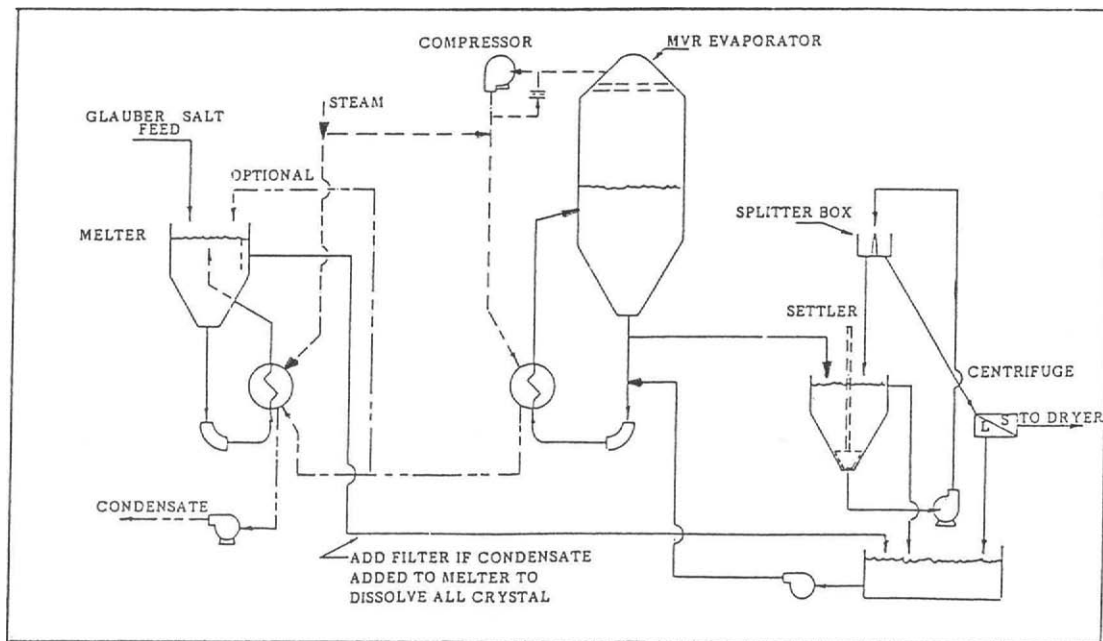 COMPRESSOR
MVR EVAPORATOR
STEAM
GLAUBER SALT
FEED
OPTIONAL
MELTER
SPLITTER BOX
SETTLER
CENTRIFUGE
L S
TO DRYER
CONDENSATE
ADD FILTER IF CONDENSATE
ADDED TO MELTER TO
DISSOLVE ALL CRYSTAL